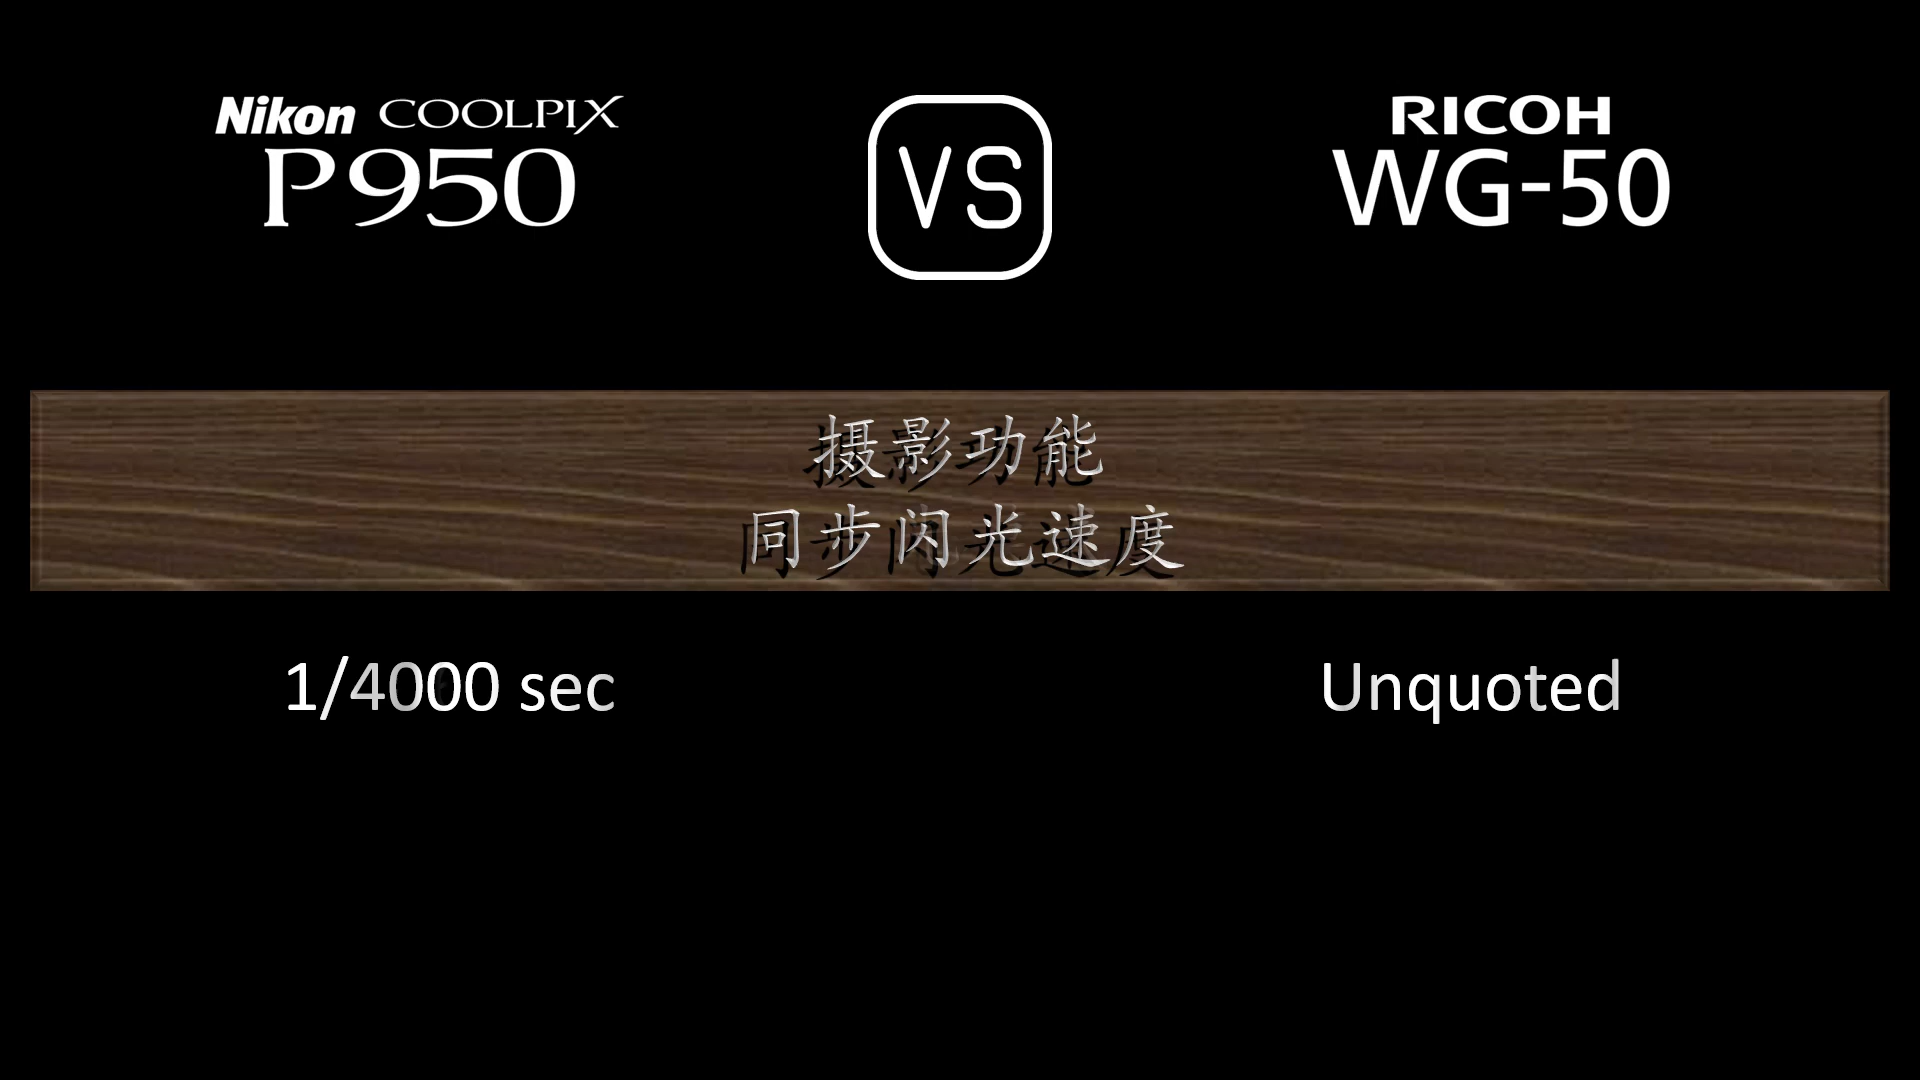 Nikon COOLPIX
P950
VS
RICOH
WG-50
摄影功能
同步闪光速度
1/4000 sec
Unquoted